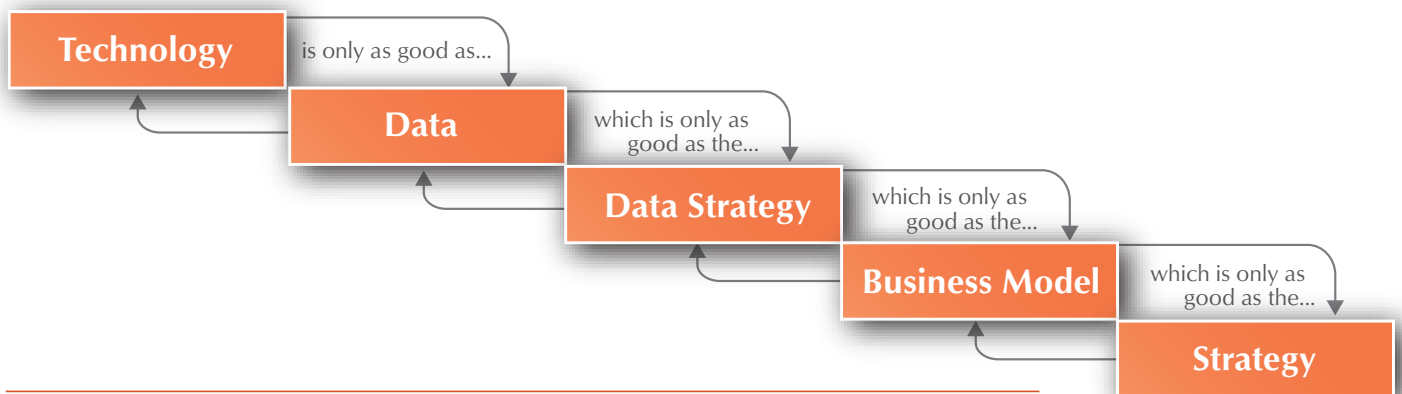 Technology
is only as good as...
Data
which is only as
good as the...
Data Strategy
which is only as
good as the...
Business Model
which is only as
good as the...
Strategy